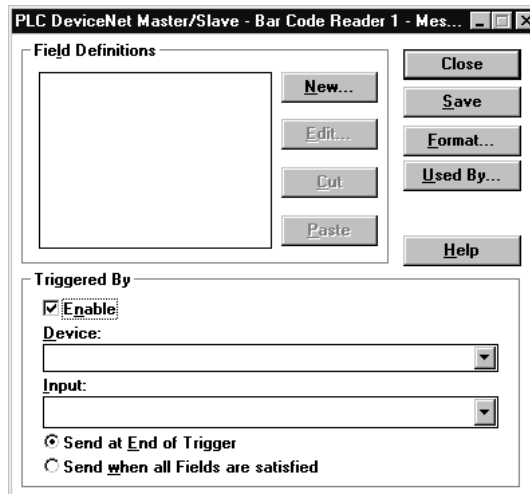 PLC DeviceNet Master/Slave - Bar Code Reader 1 - Mes...
Field Definitions
New...
Edit...
Cut
Paste
Close
Save
Format...
Used By...
Help
Triggered By
Enable
Device:
Input:
Send at End of Trigger
Send when all Fields are satisfied